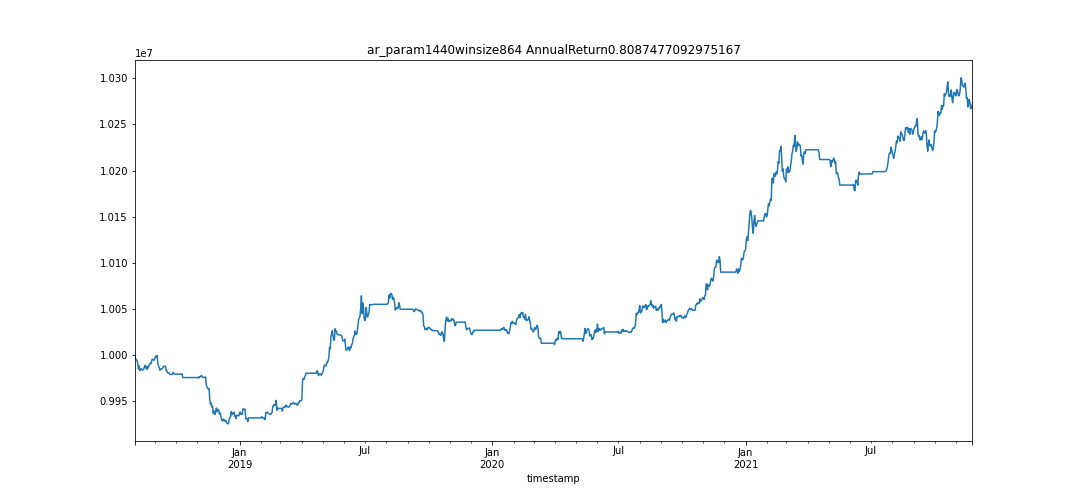 ar_param1440winsize864 AnnualReturn0.8087477092975167
1e7
1.030
1.025
1.020
1.015
1.010
1.005
1.000
0.995
Jan Jul Jan Jul Jan Jul
2019 2020 2021
timestamp